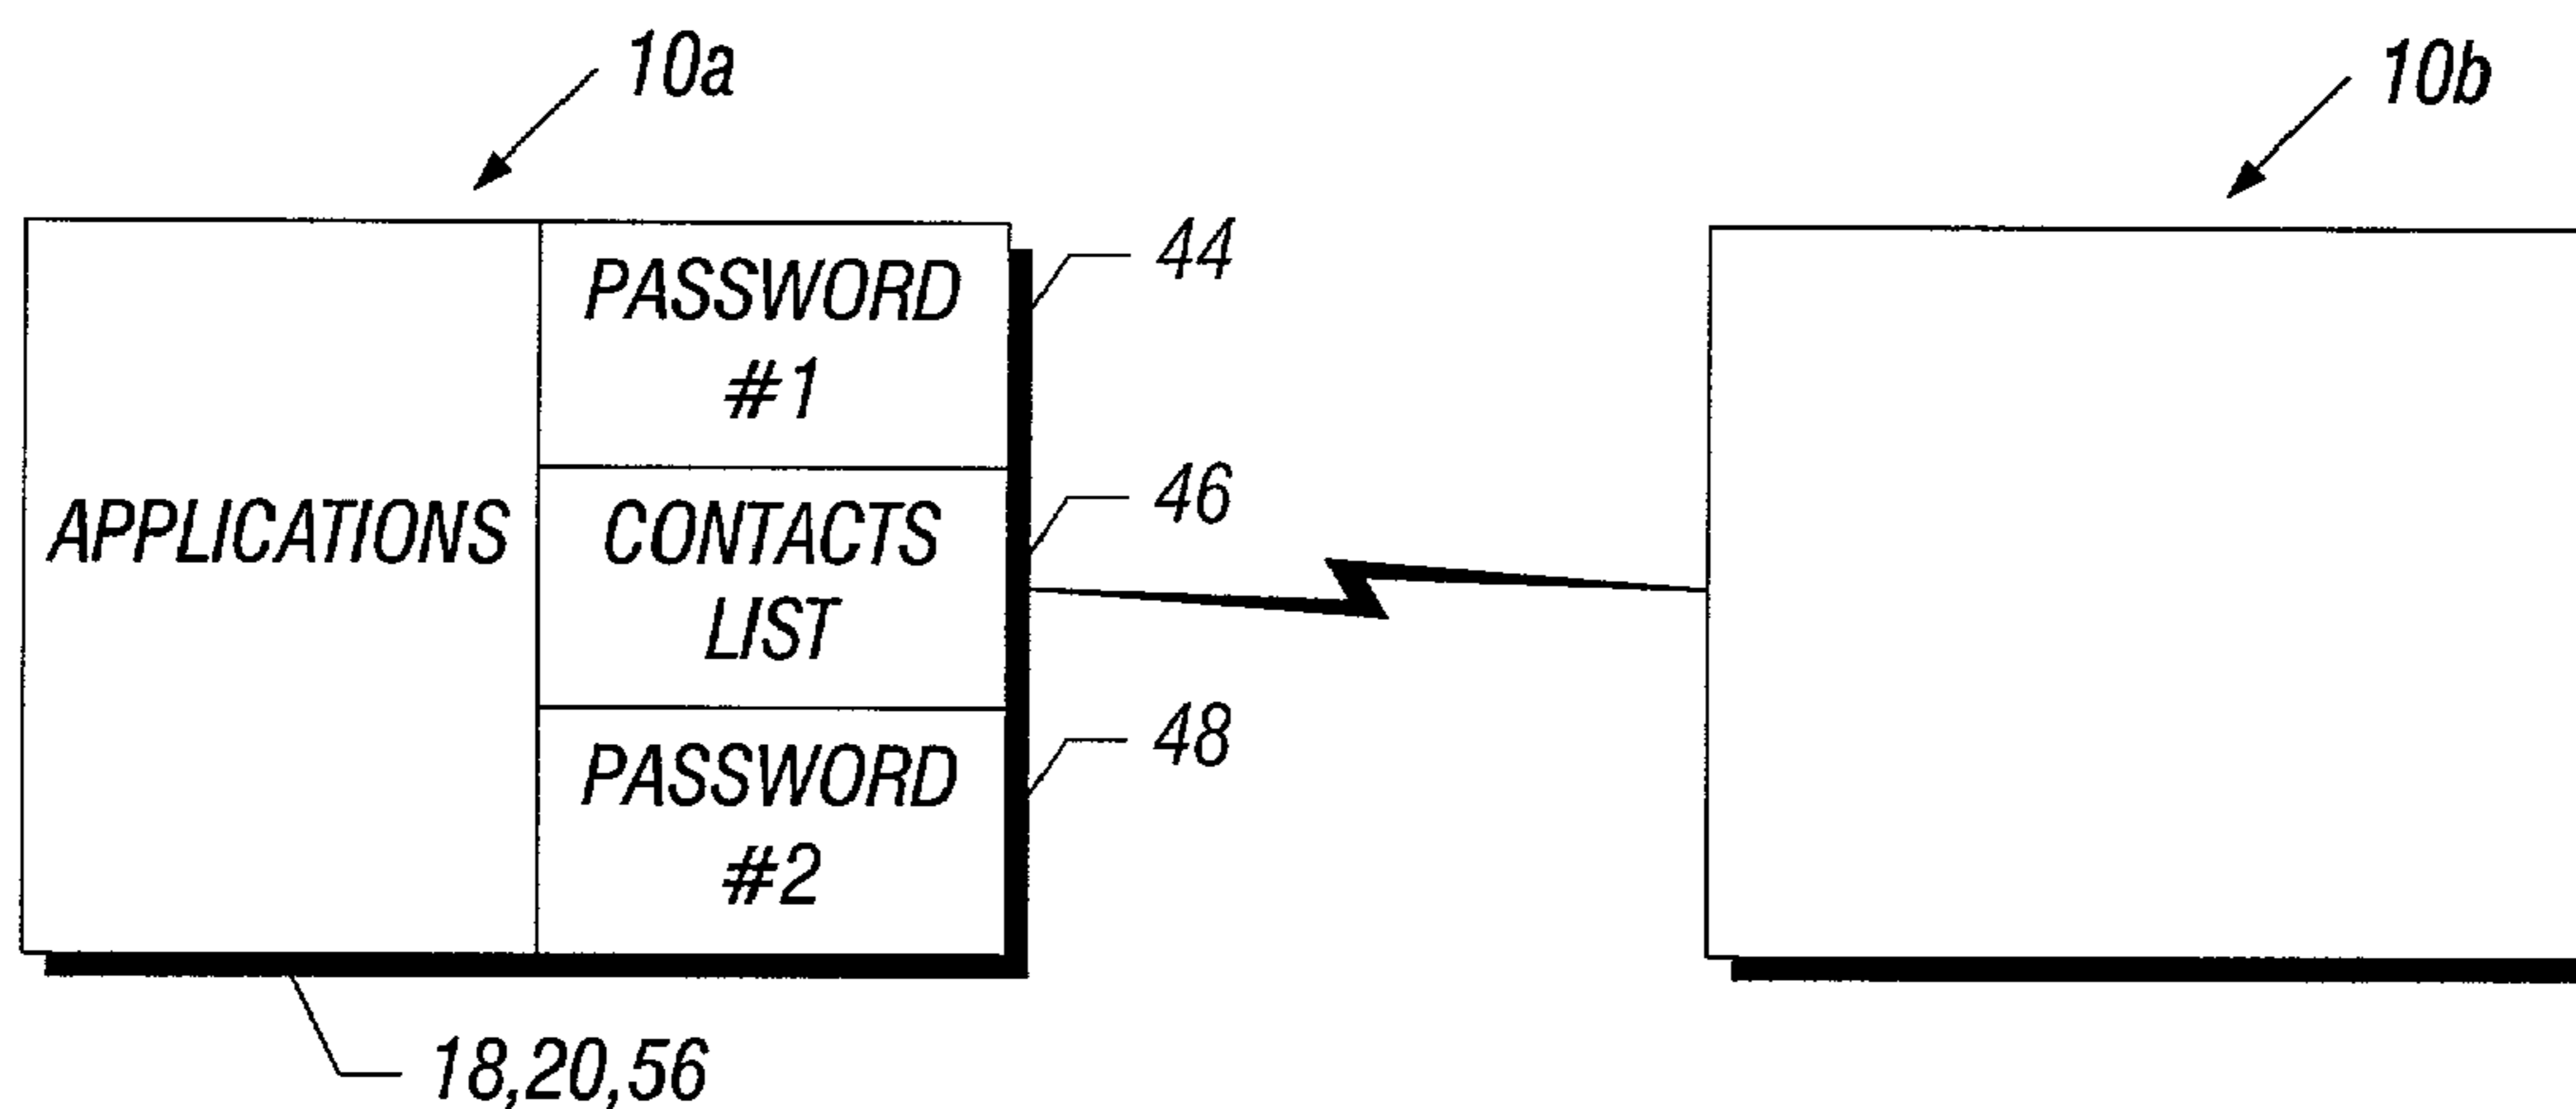 10a
10b
PASSWORD
#1
44
APPLICATIONS
CONTACTS
LIST
46
PASSWORD
#2
48
18,20,56